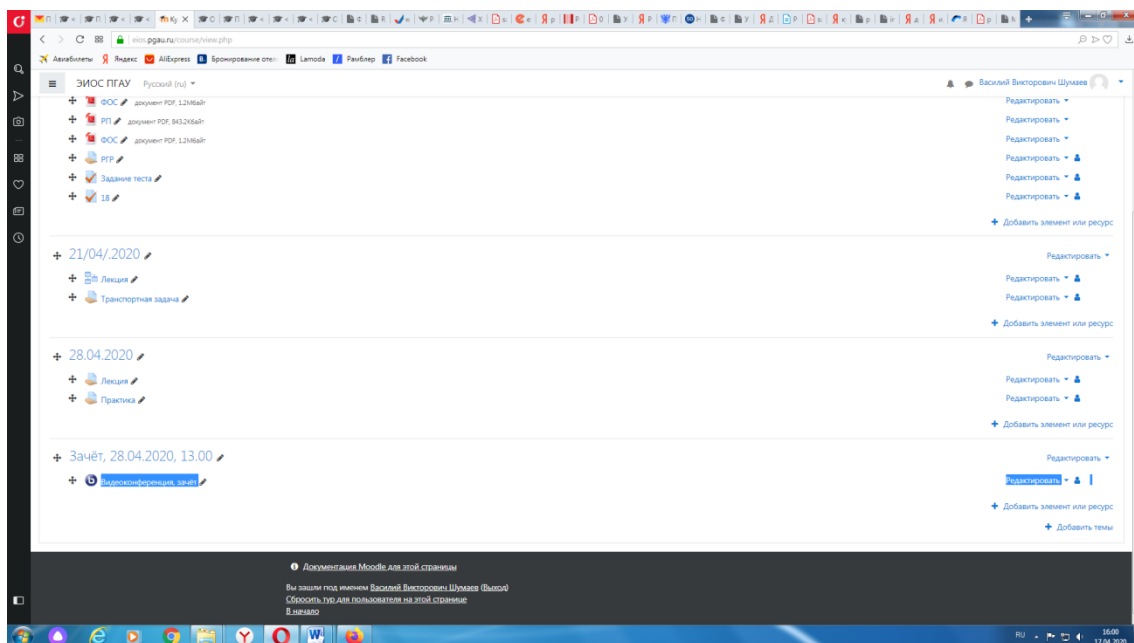 eios.pgau.ru/course/view.php
Авиабилеты Яндекс AliExpress Бронирование отел Lamoda Рамблер Facebook
ЭИОС ПГАУ Русский (ru) Василий Викторович Шумаев
ФОС документ PDF, 1.2Мбайт Редактировать
РП документ PDF, 843.2Кбайт Редактировать
ФОС документ PDF, 1.2Мбайт Редактировать
РГР Редактировать
Задание теста Редактировать
18 Редактировать
Добавить элемент или ресурс
21/04/.2020 Редактировать
Лекция Редактировать
Транспортная задача Редактировать
Добавить элемент или ресурс
28.04.2020 Редактировать
Лекция Редактировать
Практика Редактировать
Добавить элемент или ресурс
Зачёт, 28.04.2020, 13.00 Редактировать
Видеоконференция, зачёт Редактировать
Добавить элемент или ресурс
Добавить темы
Документация Moodle для этой страницы
Вы зашли под именем Василий Викторович Шумаев (Выход)
Сбросить тур для пользователя на этой странице
В начало
RU 16:00
17.04.2020